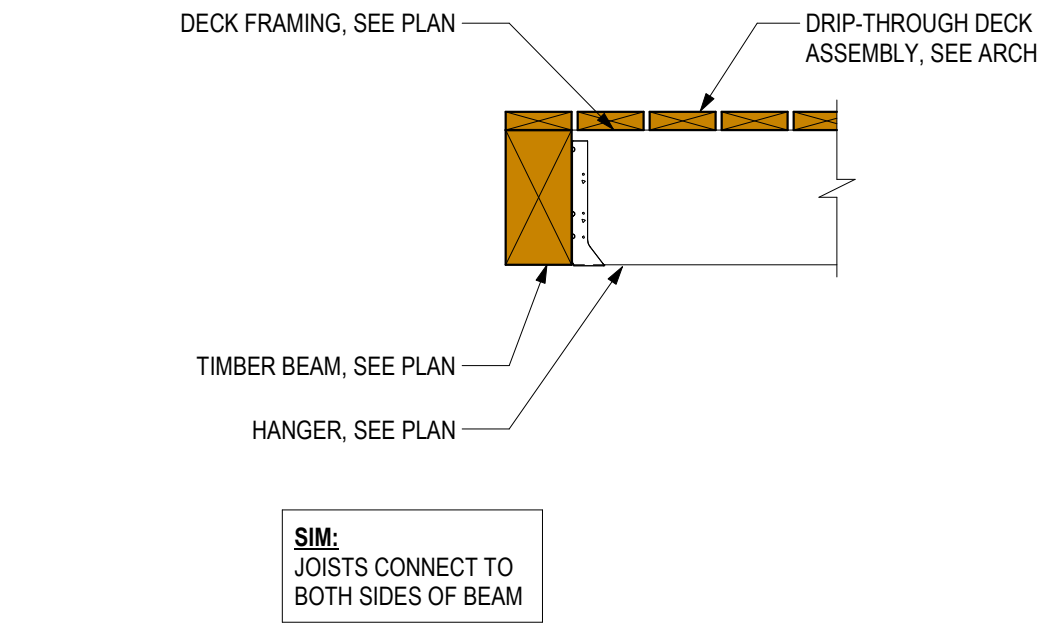 DECK FRAMING, SEE PLAN
DRIP-THROUGH DECK
ASSEMBLY, SEE ARCH
TIMBER BEAM, SEE PLAN
HANGER, SEE PLAN
SIM:
JOISTS CONNECT TO
BOTH SIDES OF BEAM